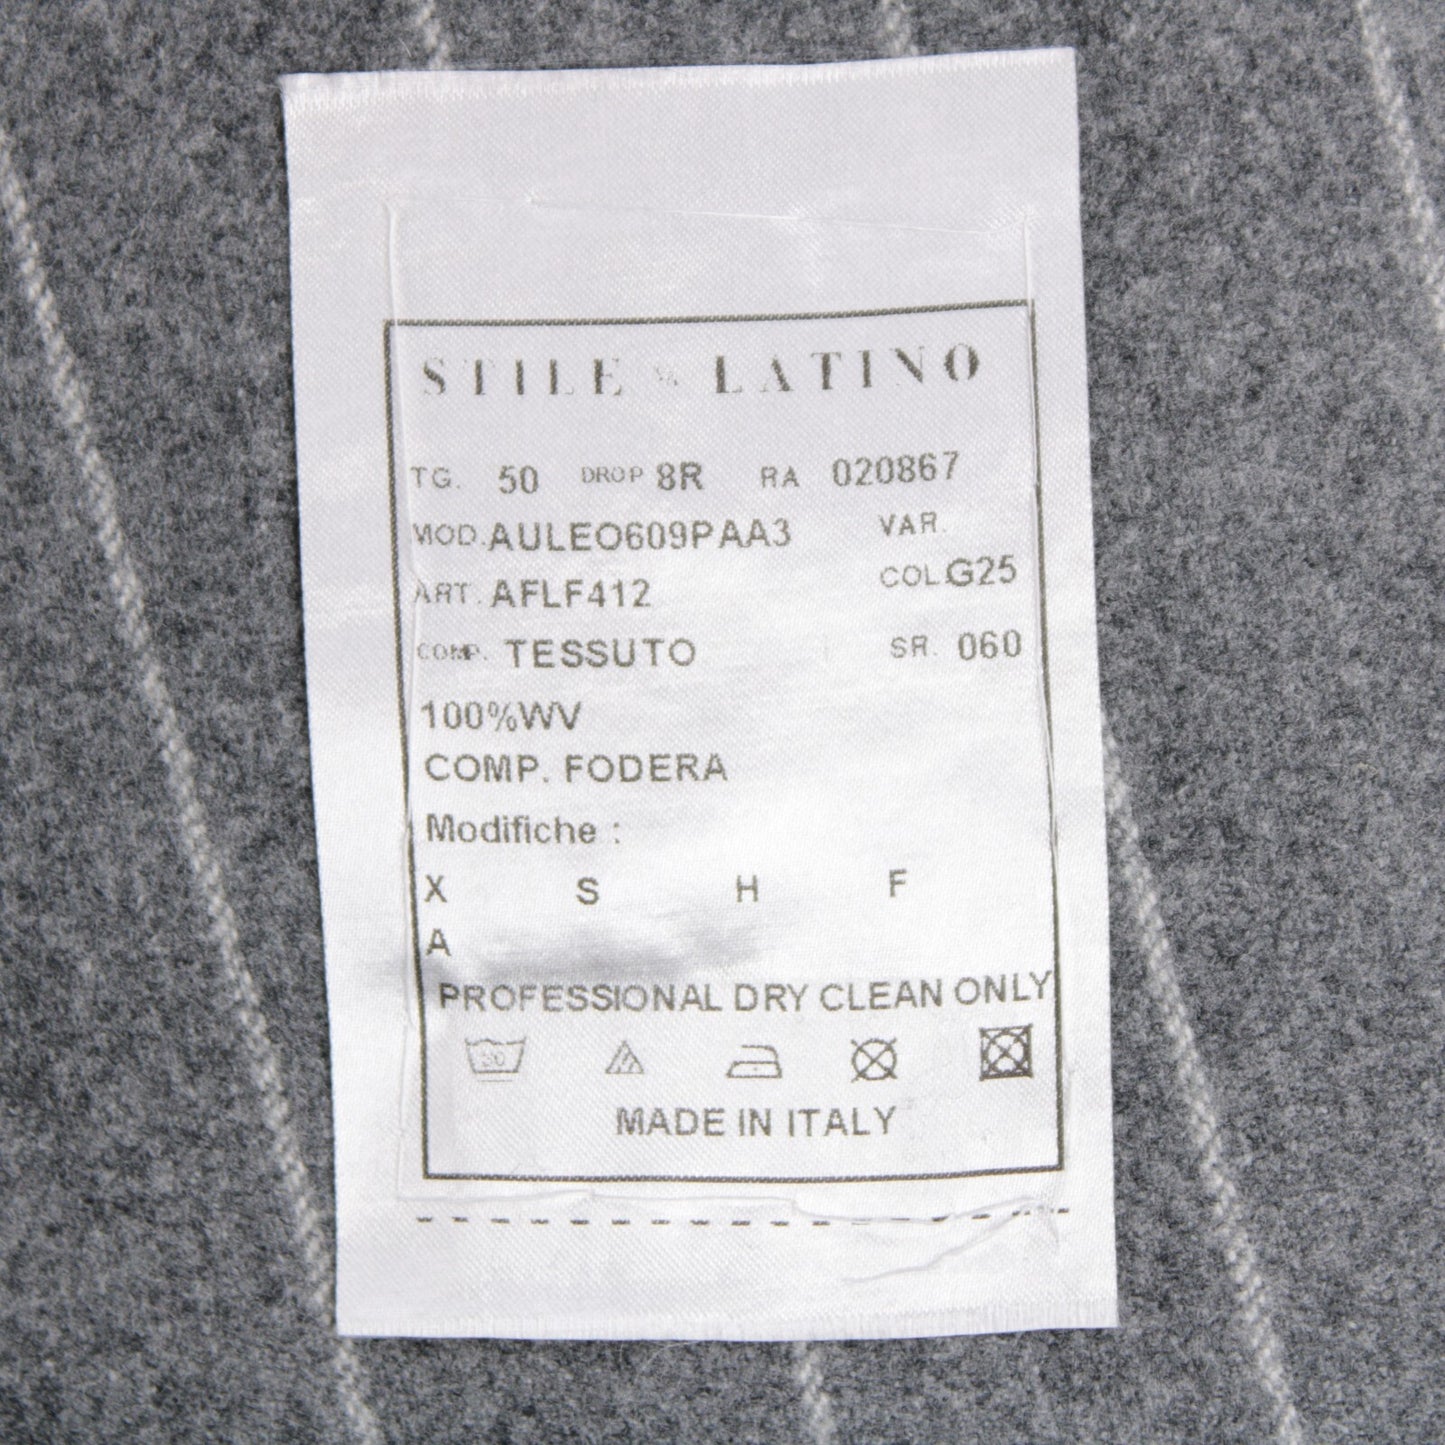 STILE LATINO
TG. 50 DROP 8R RA 020867
MOD. AULEO609PAA3 VAR.
ART. AFLF412 COL. G25
COMP. TESSUTO SR. 060
100%WV
COMP. FODERA
Modifiche :
X S H F
A
PROFESSIONAL DRY CLEAN ONLY
30
MADE IN ITALY